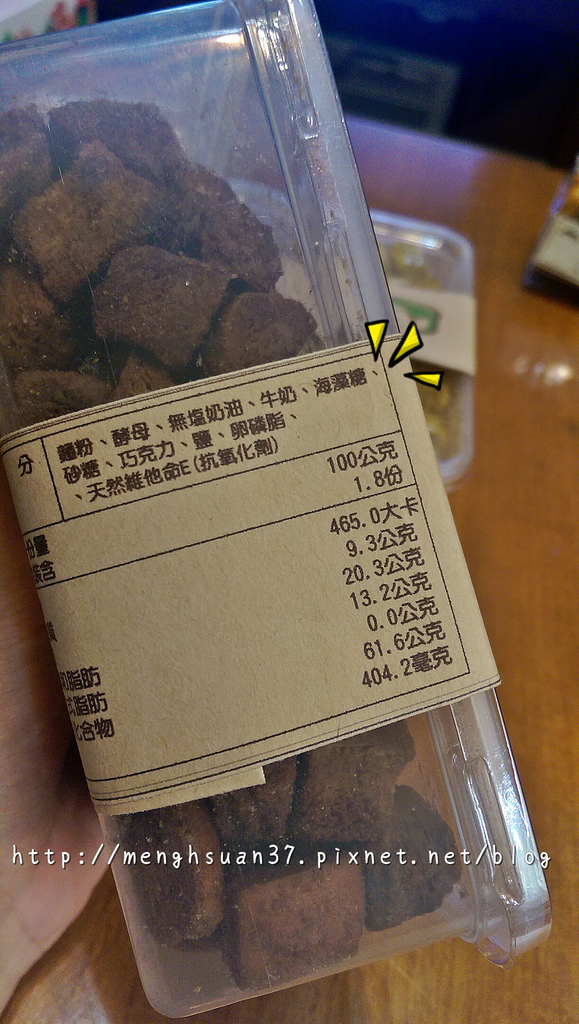 分
麵粉、酵母、無塩奶油、牛奶、海藻糖、
砂糖、巧克力、鹽、卵磷脂、
、天然維他命E(抗氧化劑)
份量 100公克
裝含 1.8份
465.0大卡
9.3公克
20.3公克
脂肪 13.2公克
脂肪 0.0公克
化合物 61.6公克
404.2毫克
http://menghsuan37.pixnet.net/blog